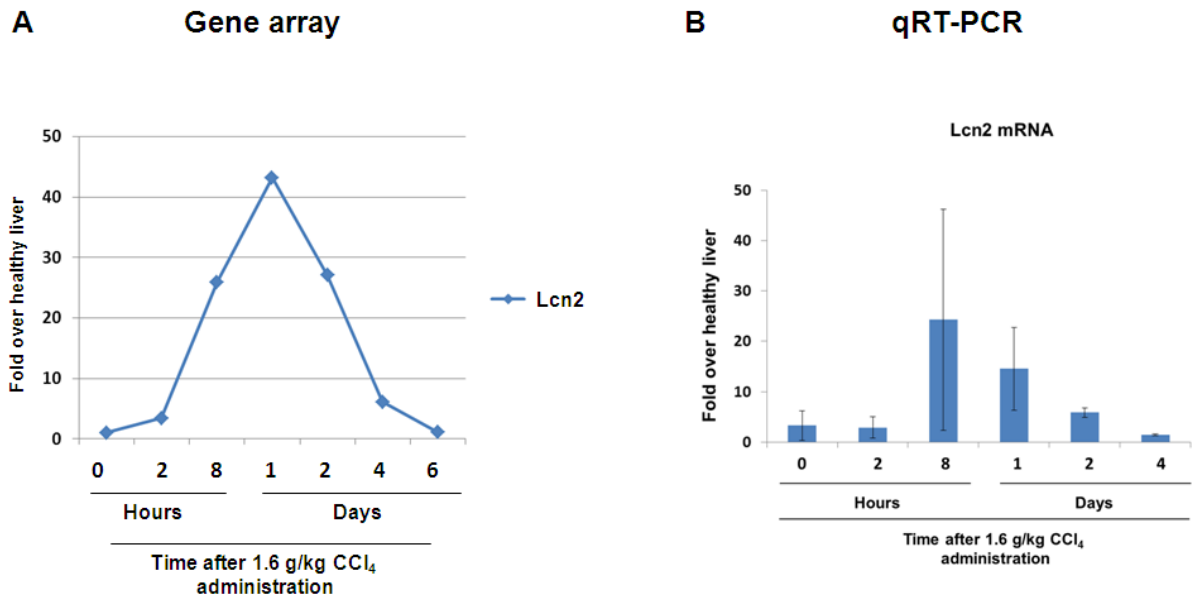 A Gene array
Fold over healthy liver
50
40
30
20
10
0
0 2 8 1 2 4 6
Hours Days
Time after 1.6 g/kg CCl₄
administration
Lcn2
B qRT-PCR
Lcn2 mRNA
Fold over healthy liver
50
40
30
20
10
0
0 2 8 1 2 4
Hours Days
Time after 1.6 g/kg CCl₄
administration